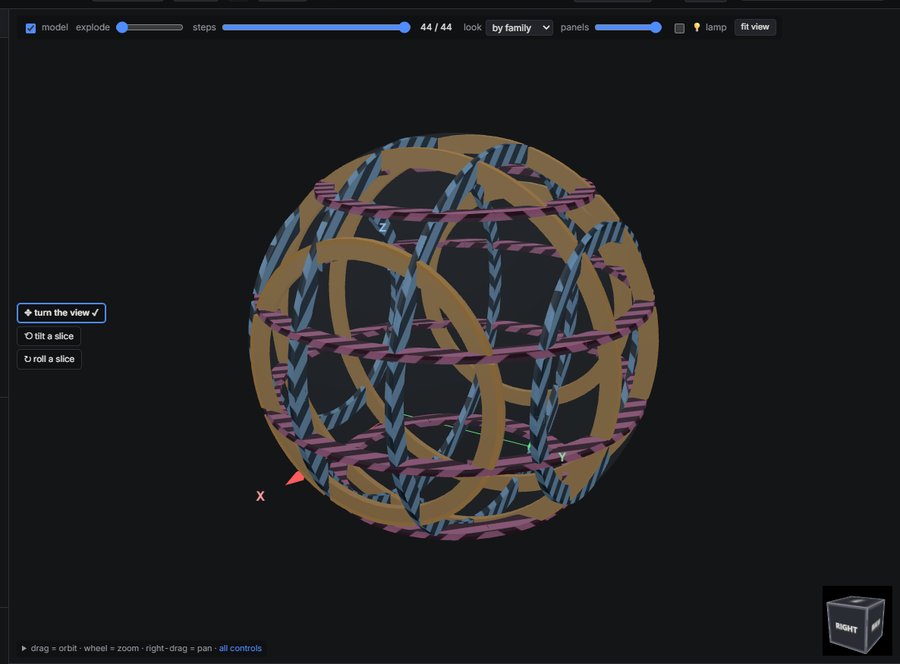 model explode steps 44 / 44 look by family panels 💡 lamp fit view
Z
✥ turn the view ✓
⟲ tilt a slice
↻ roll a slice
Y
X
RIGHT
▶ drag = orbit · wheel = zoom · right-drag = pan · all controls